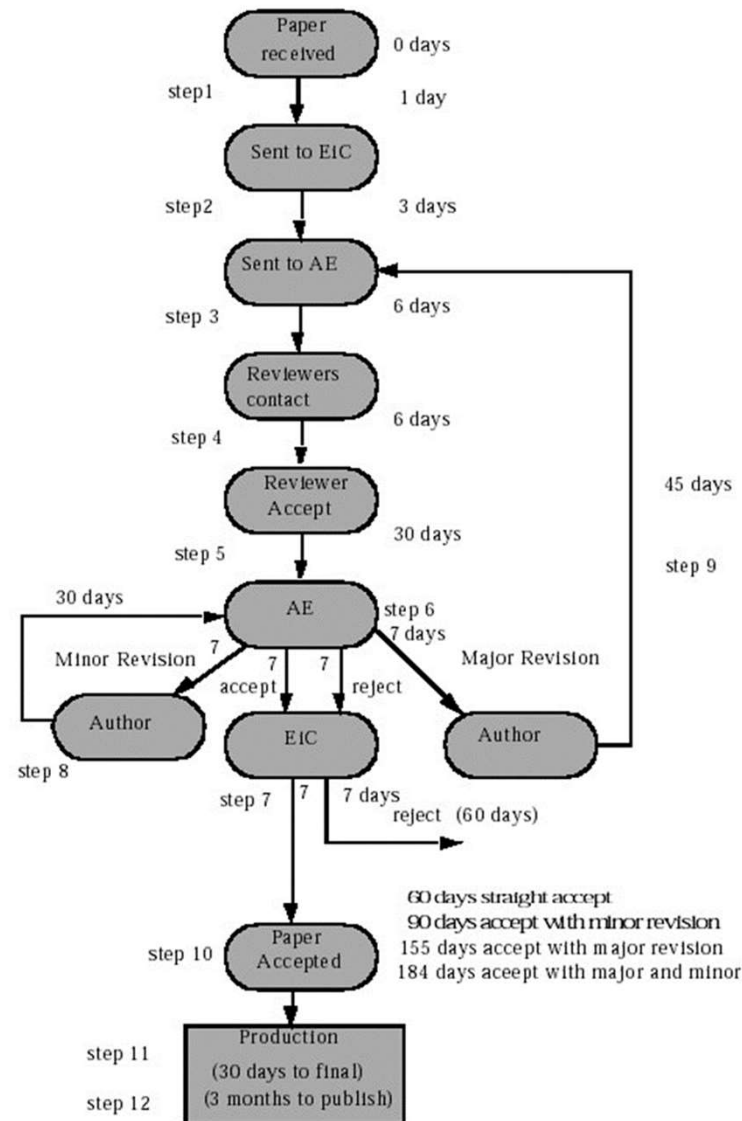 Paper
received
0 days
step1
1 day
Sent to EiC
step2
3 days
Sent to AE
6 days
step 3
Reviewers
contact
6 days
step 4
Reviewer
Accept
45 days
30 days
step 5
step 9
30 days
AE
step 6
7 days
Minor Revision
7
7
7
Major Revision
accept
reject
Author
EiC
Author
step 8
step 7
7
7 days
reject (60 days)
60 days straight accept
90 days accept with minor revision
Paper
Accepted
step 10
155 days accept with major revision
184 days aceept with major and minor
Production
step 11
(30 days to final)
step 12
(3 months to publish)